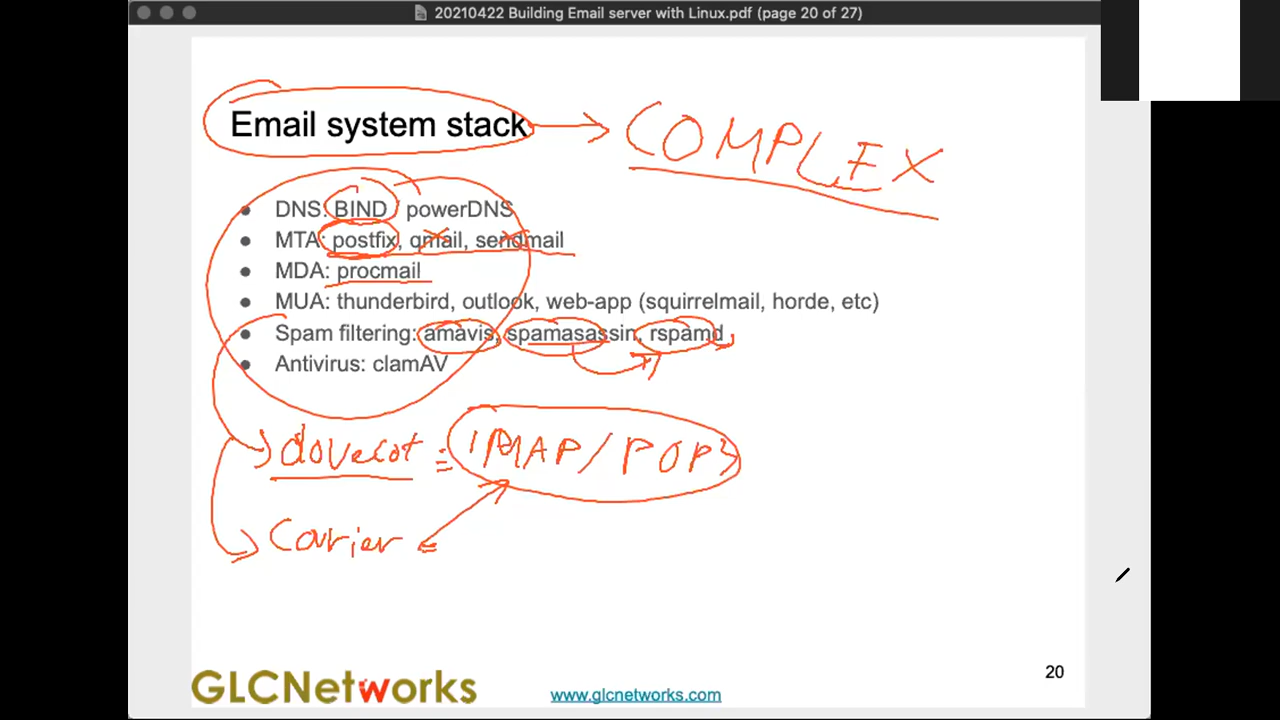 20210422 Building Email server with Linux.pdf (page 20 of 27)
Email system stack
COMPLEX
DNS: BIND powerDNS
MTA: postfix, qmail, sendmail
MDA: procmail
MUA: thunderbird, outlook, web-app (squirrelmail, horde, etc)
Spam filtering: amavis, spamasassin, rspamd
Antivirus: clamAV
dovecot = IMAP/POP3
Courier
20
GLCNetworks
www.glcnetworks.com